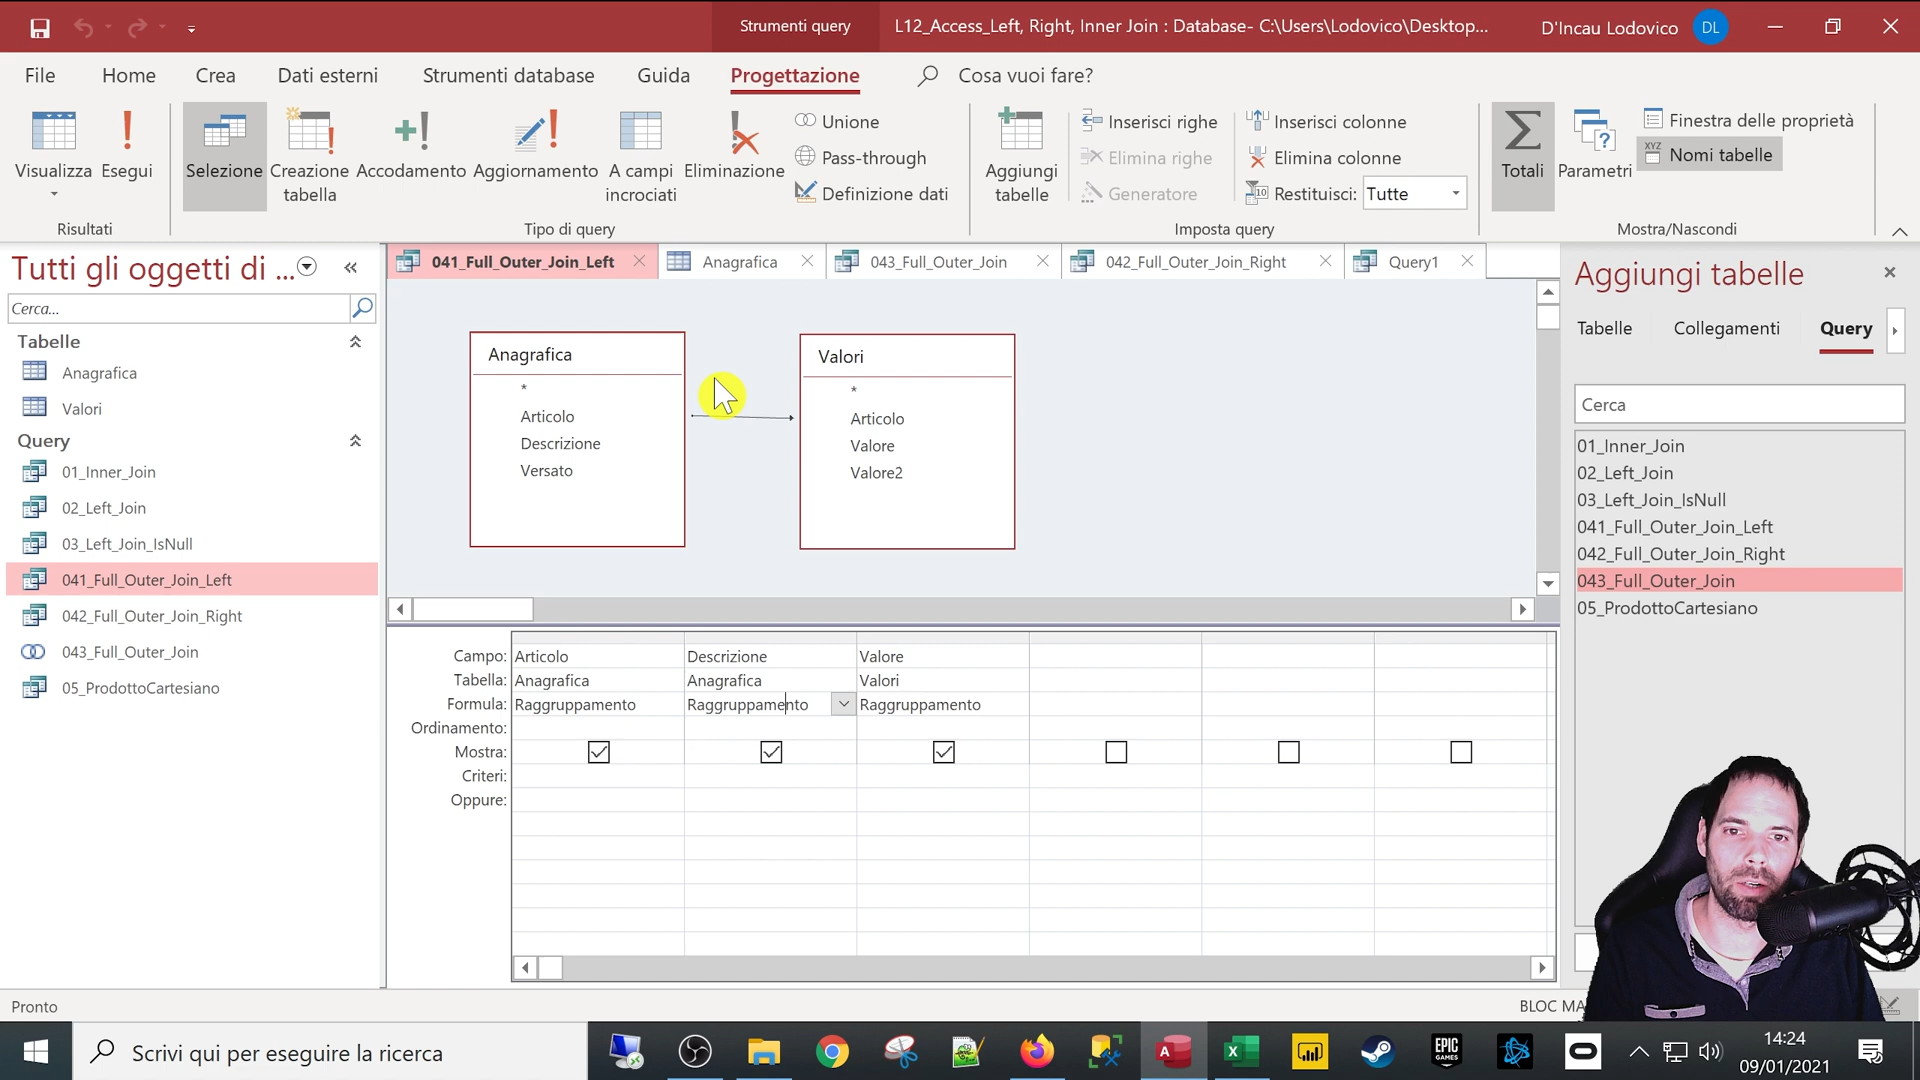 Strumenti query
L12_Access_Left, Right, Inner Join : Database- C:\Users\Lodovico\Desktop...
D'Incau Lodovico
DL
File
Home
Crea
Dati esterni
Strumenti database
Guida
Progettazione
Cosa vuoi fare?
Visualizza
Esegui
Selezione
Creazione
tabella
Accodamento
Aggiornamento
A campi
incrociati
Eliminazione
Unione
Pass-through
Definizione dati
Aggiungi
tabelle
Inserisci righe
Elimina righe
Generatore
Inserisci colonne
Elimina colonne
Restituisci: Tutte
Totali
Parametri
Finestra delle proprietà
XYZ Nomi tabelle
Risultati
Tipo di query
Imposta query
Mostra/Nascondi
Tutti gli oggetti di ...
Cerca...
Tabelle
Anagrafica
Valori
Query
01_Inner_Join
02_Left_Join
03_Left_Join_IsNull
041_Full_Outer_Join_Left
042_Full_Outer_Join_Right
043_Full_Outer_Join
05_ProdottoCartesiano
041_Full_Outer_Join_Left
Anagrafica
043_Full_Outer_Join
042_Full_Outer_Join_Right
Query1
Anagrafica
*
Articolo
Descrizione
Versato
Valori
*
Articolo
Valore
Valore2
Campo: Articolo Descrizione Valore
Tabella: Anagrafica Anagrafica Valori
Formula: Raggruppamento Raggruppamento Raggruppamento
Ordinamento:
Mostra:
Criteri:
Oppure:
Aggiungi tabelle
Tabelle
Collegamenti
Query
Cerca
01_Inner_Join
02_Left_Join
03_Left_Join_IsNull
041_Full_Outer_Join_Left
042_Full_Outer_Join_Right
043_Full_Outer_Join
05_ProdottoCartesiano
Pronto
BLOC MA
Scrivi qui per eseguire la ricerca
EPIC
GAMES
14:24
09/01/2021